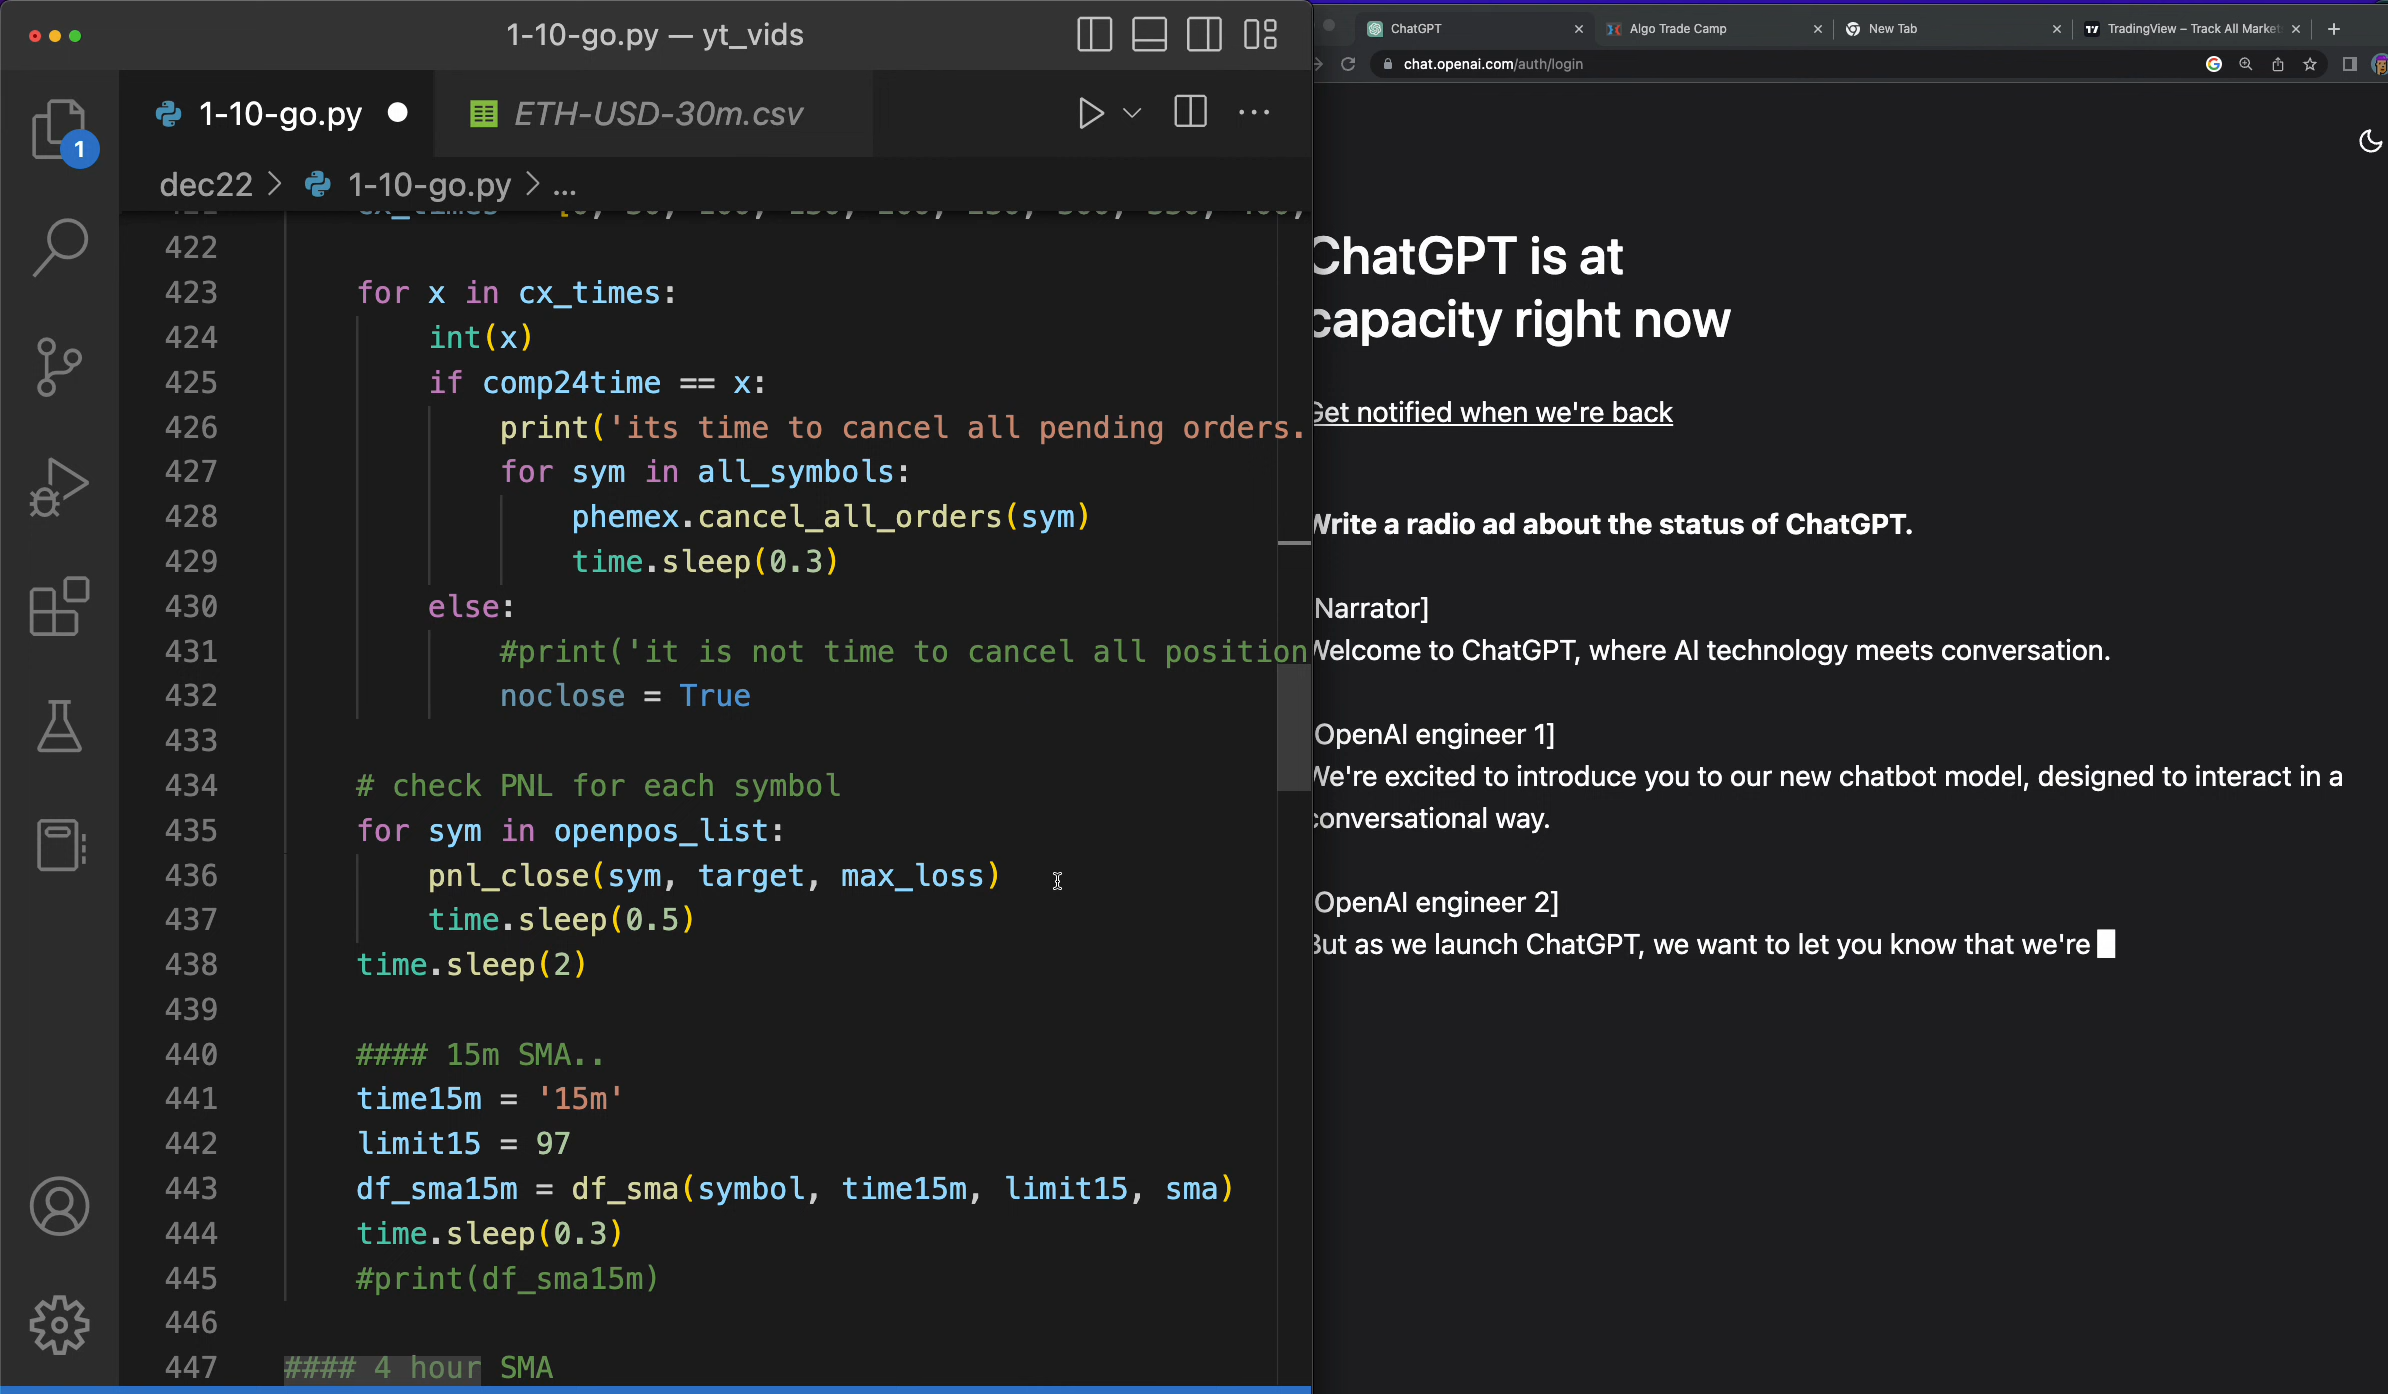 1-10-go.py — yt_vids
1-10-go.py
ETH-USD-30m.csv
dec22 > 1-10-go.py > ...
422
423 for x in cx_times:
424 int(x)
425 if comp24time == x:
426 print('its time to cancel all pending orders.
427 for sym in all_symbols:
428 phemex.cancel_all_orders(sym)
429 time.sleep(0.3)
430 else:
431 #print('it is not time to cancel all position
432 noclose = True
433
434 # check PNL for each symbol
435 for sym in openpos_list:
436 pnl_close(sym, target, max_loss)
437 time.sleep(0.5)
438 time.sleep(2)
439
440 #### 15m SMA..
441 time15m = '15m'
442 limit15 = 97
443 df_sma15m = df_sma(symbol, time15m, limit15, sma)
444 time.sleep(0.3)
445 #print(df_sma15m)
446
447 #### 4 hour SMA
1
ChatGPT
Algo Trade Camp
New Tab
TradingView – Track All Market
chat.openai.com/auth/login
ChatGPT is at
capacity right now
Get notified when we're back
Write a radio ad about the status of ChatGPT.
Narrator]
Welcome to ChatGPT, where AI technology meets conversation.
OpenAI engineer 1]
We're excited to introduce you to our new chatbot model, designed to interact in a
conversational way.
OpenAI engineer 2]
But as we launch ChatGPT, we want to let you know that we're